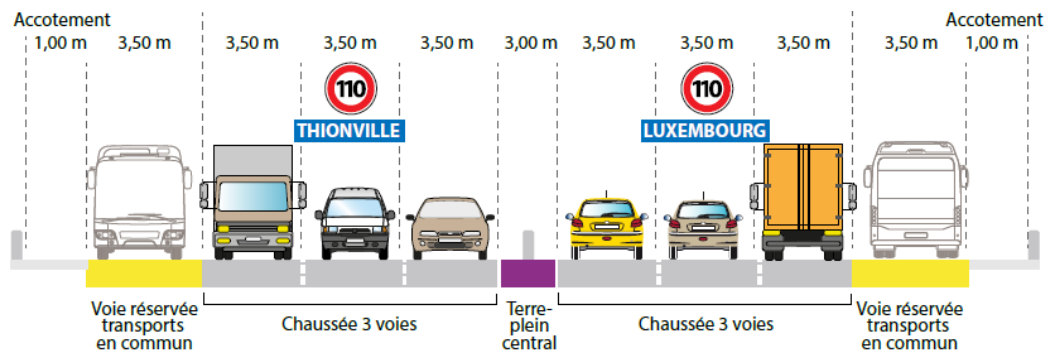 Accotement Accotement
1,00 m 3,50 m 3,50 m 3,50 m 3,50 m 3,00 m 3,50 m 3,50 m 3,50 m 3,50 m 1,00 m
110 110
THIONVILLE LUXEMBOURG
Voie réservée
transports
en commun
Chaussée 3 voies
Terre-
plein
central
Chaussée 3 voies
Voie réservée
transports
en commun